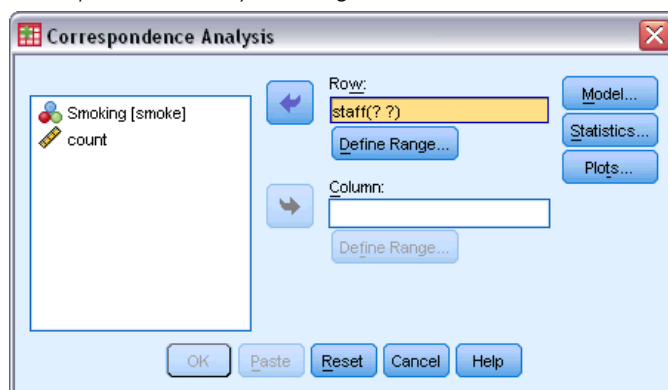 Correspondence Analysis
Smoking [smoke]
count
Row:
staff(? ?)
Define Range...
Column:
Define Range...
Model...
Statistics...
Plots...
OK
Paste
Reset
Cancel
Help